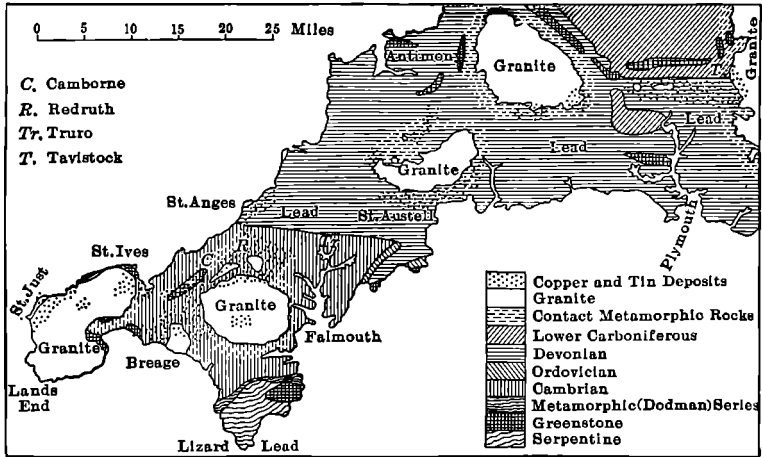 0 5 10 15 20 25 Miles
C. Camborne
R. Redruth
Tr. Truro
T. Tavistock
Antimon
Granite
T.
Granite
Lead
Lead
Granite
St. Anges
Lead
St. Austell
Plymouth
St. Ives
C
R
Tr
St. Just
Granite
Granite
Falmouth
Breage
Lands
End
Lizard
Lead
Copper and Tin Deposits
Granite
Contact Metamorphic Rocks
Lower Carboniferous
Devonian
Ordovician
Cambrian
Metamorphic(Dodman)Series
Greenstone
Serpentine